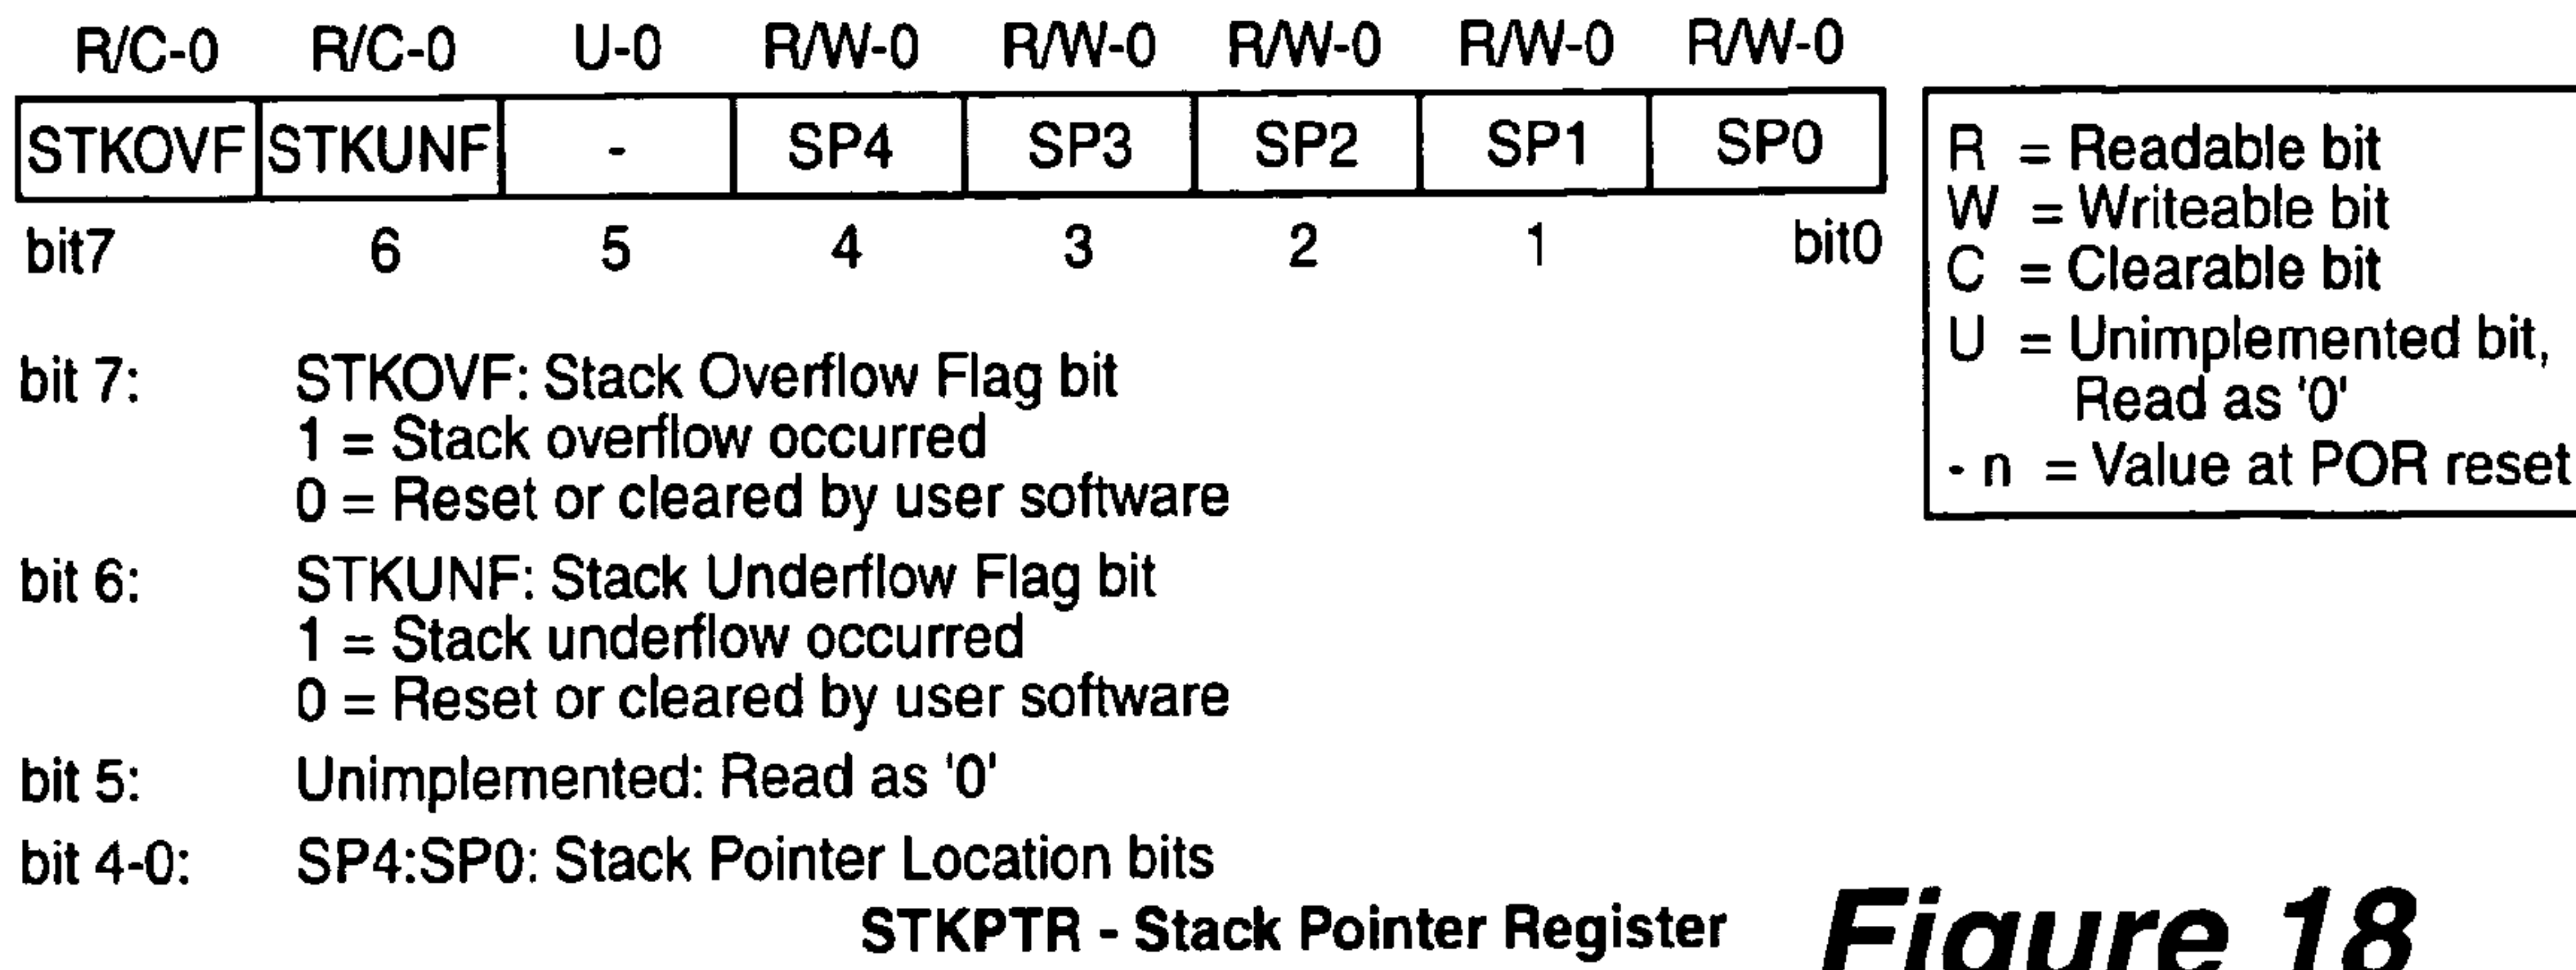 R/C-0 R/C-0 U-0 R/W-0 R/W-0 R/W-0 R/W-0 R/W-0
STKOVF STKUNF - SP4 SP3 SP2 SP1 SP0
bit7 6 5 4 3 2 1 bit0
R = Readable bit
W = Writeable bit
C = Clearable bit
U = Unimplemented bit,
Read as '0'
- n = Value at POR reset
bit 7: STKOVF: Stack Overflow Flag bit
1 = Stack overflow occurred
0 = Reset or cleared by user software
bit 6: STKUNF: Stack Underflow Flag bit
1 = Stack underflow occurred
0 = Reset or cleared by user software
bit 5: Unimplemented: Read as '0'
bit 4-0: SP4:SP0: Stack Pointer Location bits
STKPTR - Stack Pointer Register
Figure 18